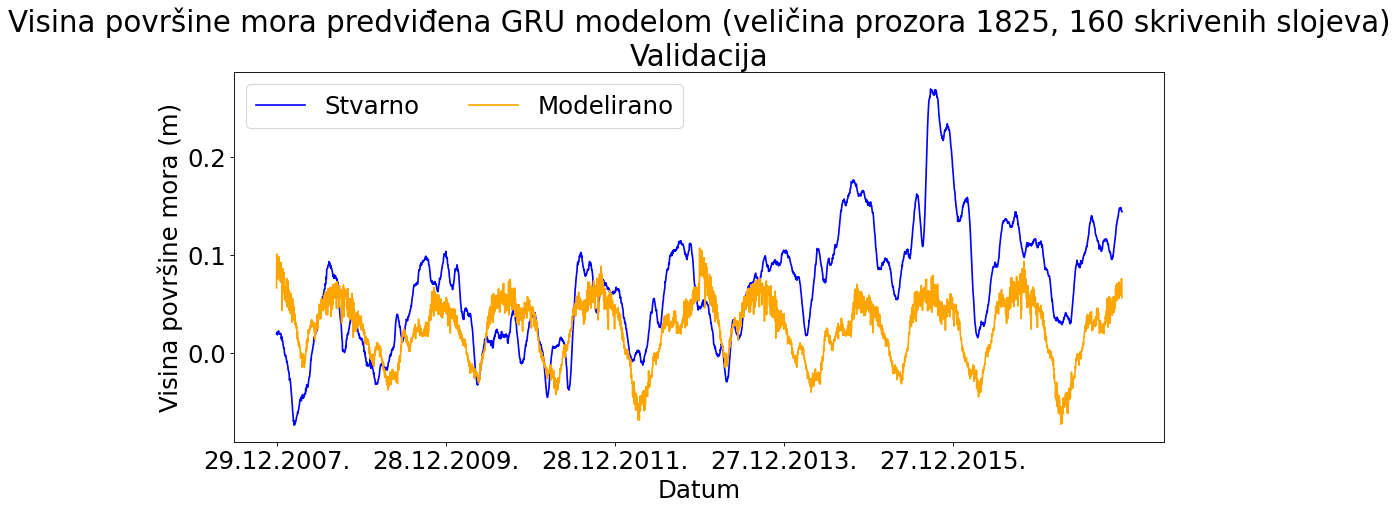 Visina površine mora predviđena GRU modelom (veličina prozora 1825, 160 skrivenih slojeva)
Validacija
Stvarno Modelirano
Visina površine mora (m)
0.2
0.1
0.0
29.12.2007. 28.12.2009. 28.12.2011. 27.12.2013. 27.12.2015.
Datum